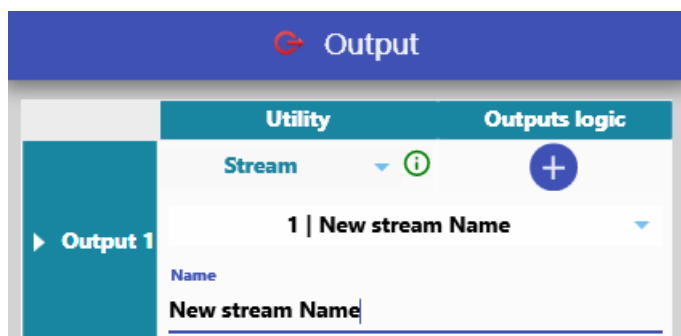 Output
Utility Outputs logic
Stream
Output 1
1 | New stream Name
Name
New stream Name